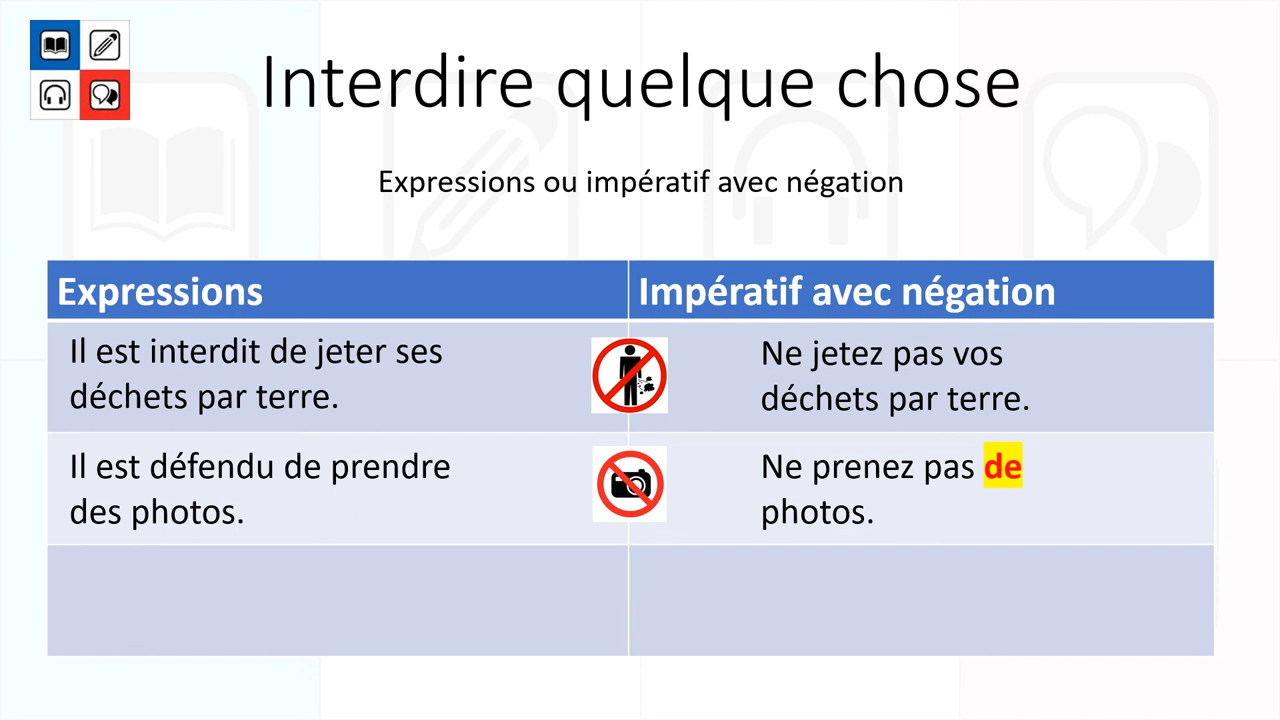 Interdire quelque chose
Expressions ou impératif avec négation
Expressions
Impératif avec négation
Il est interdit de jeter ses
déchets par terre.
Ne jetez pas vos
déchets par terre.
Il est défendu de prendre
des photos.
Ne prenez pas de
photos.